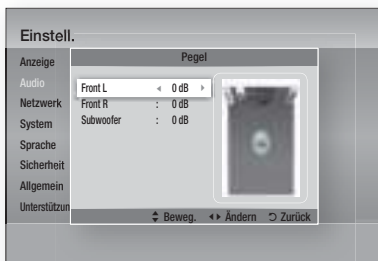 Einstell.
Anzeige
Audio
Netzwerk
System
Sprache
Sicherheit
Allgemein
Unterstützun
Pegel
Front L ◂ 0 dB ▸
Front R : 0 dB
Subwoofer : 0 dB
Beweg. Ändern Zurück